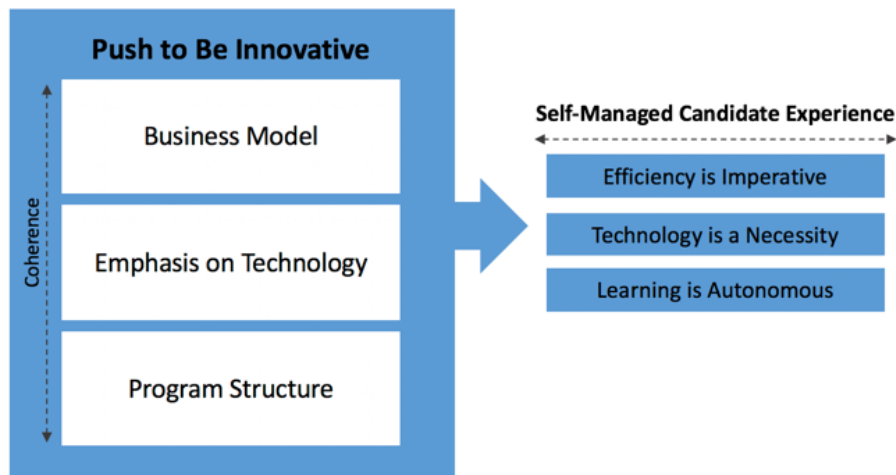 Push to Be Innovative
Coherence
Business Model
Emphasis on Technology
Program Structure
Self-Managed Candidate Experience
Efficiency is Imperative
Technology is a Necessity
Learning is Autonomous